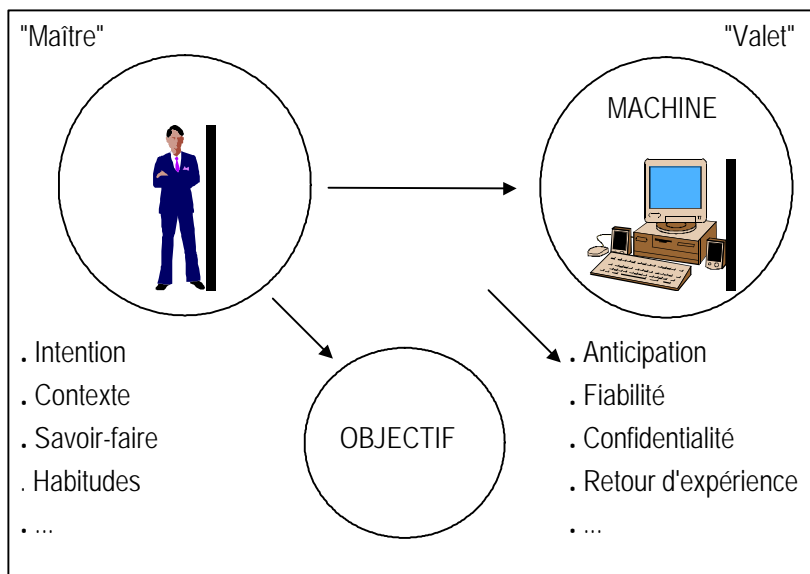 "Maître"
"Valet"
MACHINE
. Intention
. Contexte
. Savoir-faire
. Habitudes
. ...
OBJECTIF
. Anticipation
. Fiabilité
. Confidentialité
. Retour d'expérience
. ...